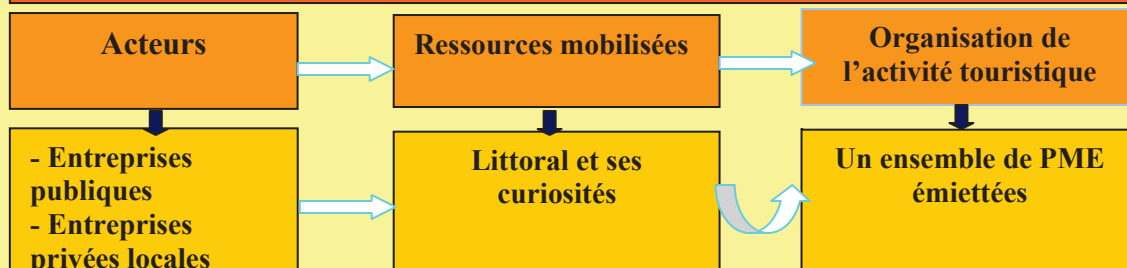 Acteurs
Ressources mobilisées
Organisation de
l'activité touristique
- Entreprises
publiques
- Entreprises
privées locales
Littoral et ses
curiosités
Un ensemble de PME
émiettées